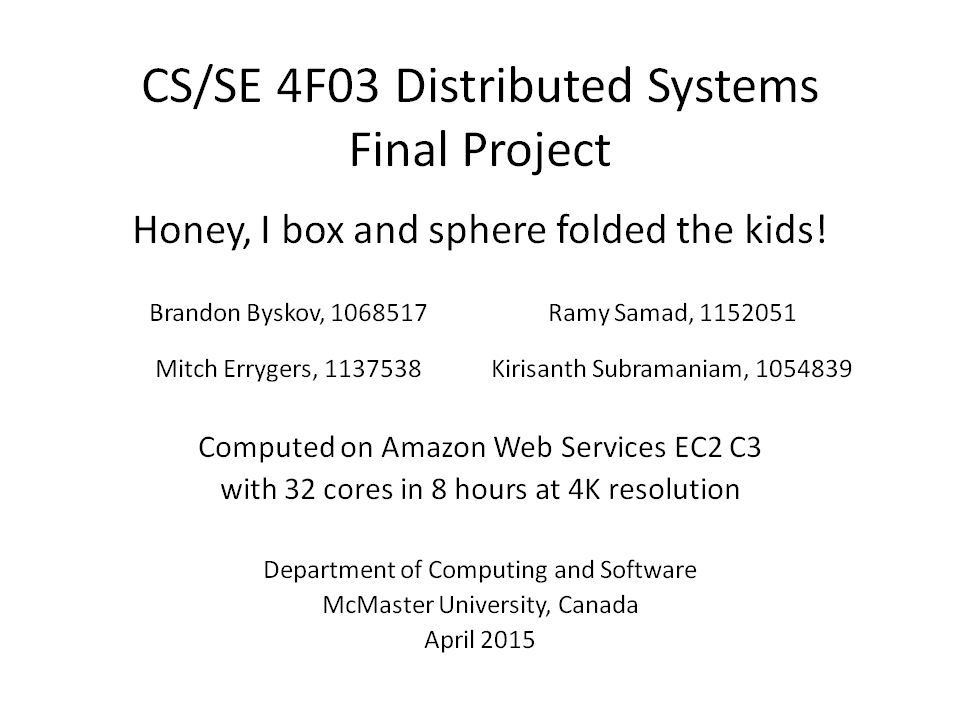 CS/SE 4F03 Distributed Systems
Final Project
Honey, I box and sphere folded the kids!
Brandon Byskov, 1068517
Ramy Samad, 1152051
Mitch Errygers, 1137538
Kirisanth Subramaniam, 1054839
Computed on Amazon Web Services EC2 C3
with 32 cores in 8 hours at 4K resolution
Department of Computing and Software
McMaster University, Canada
April 2015